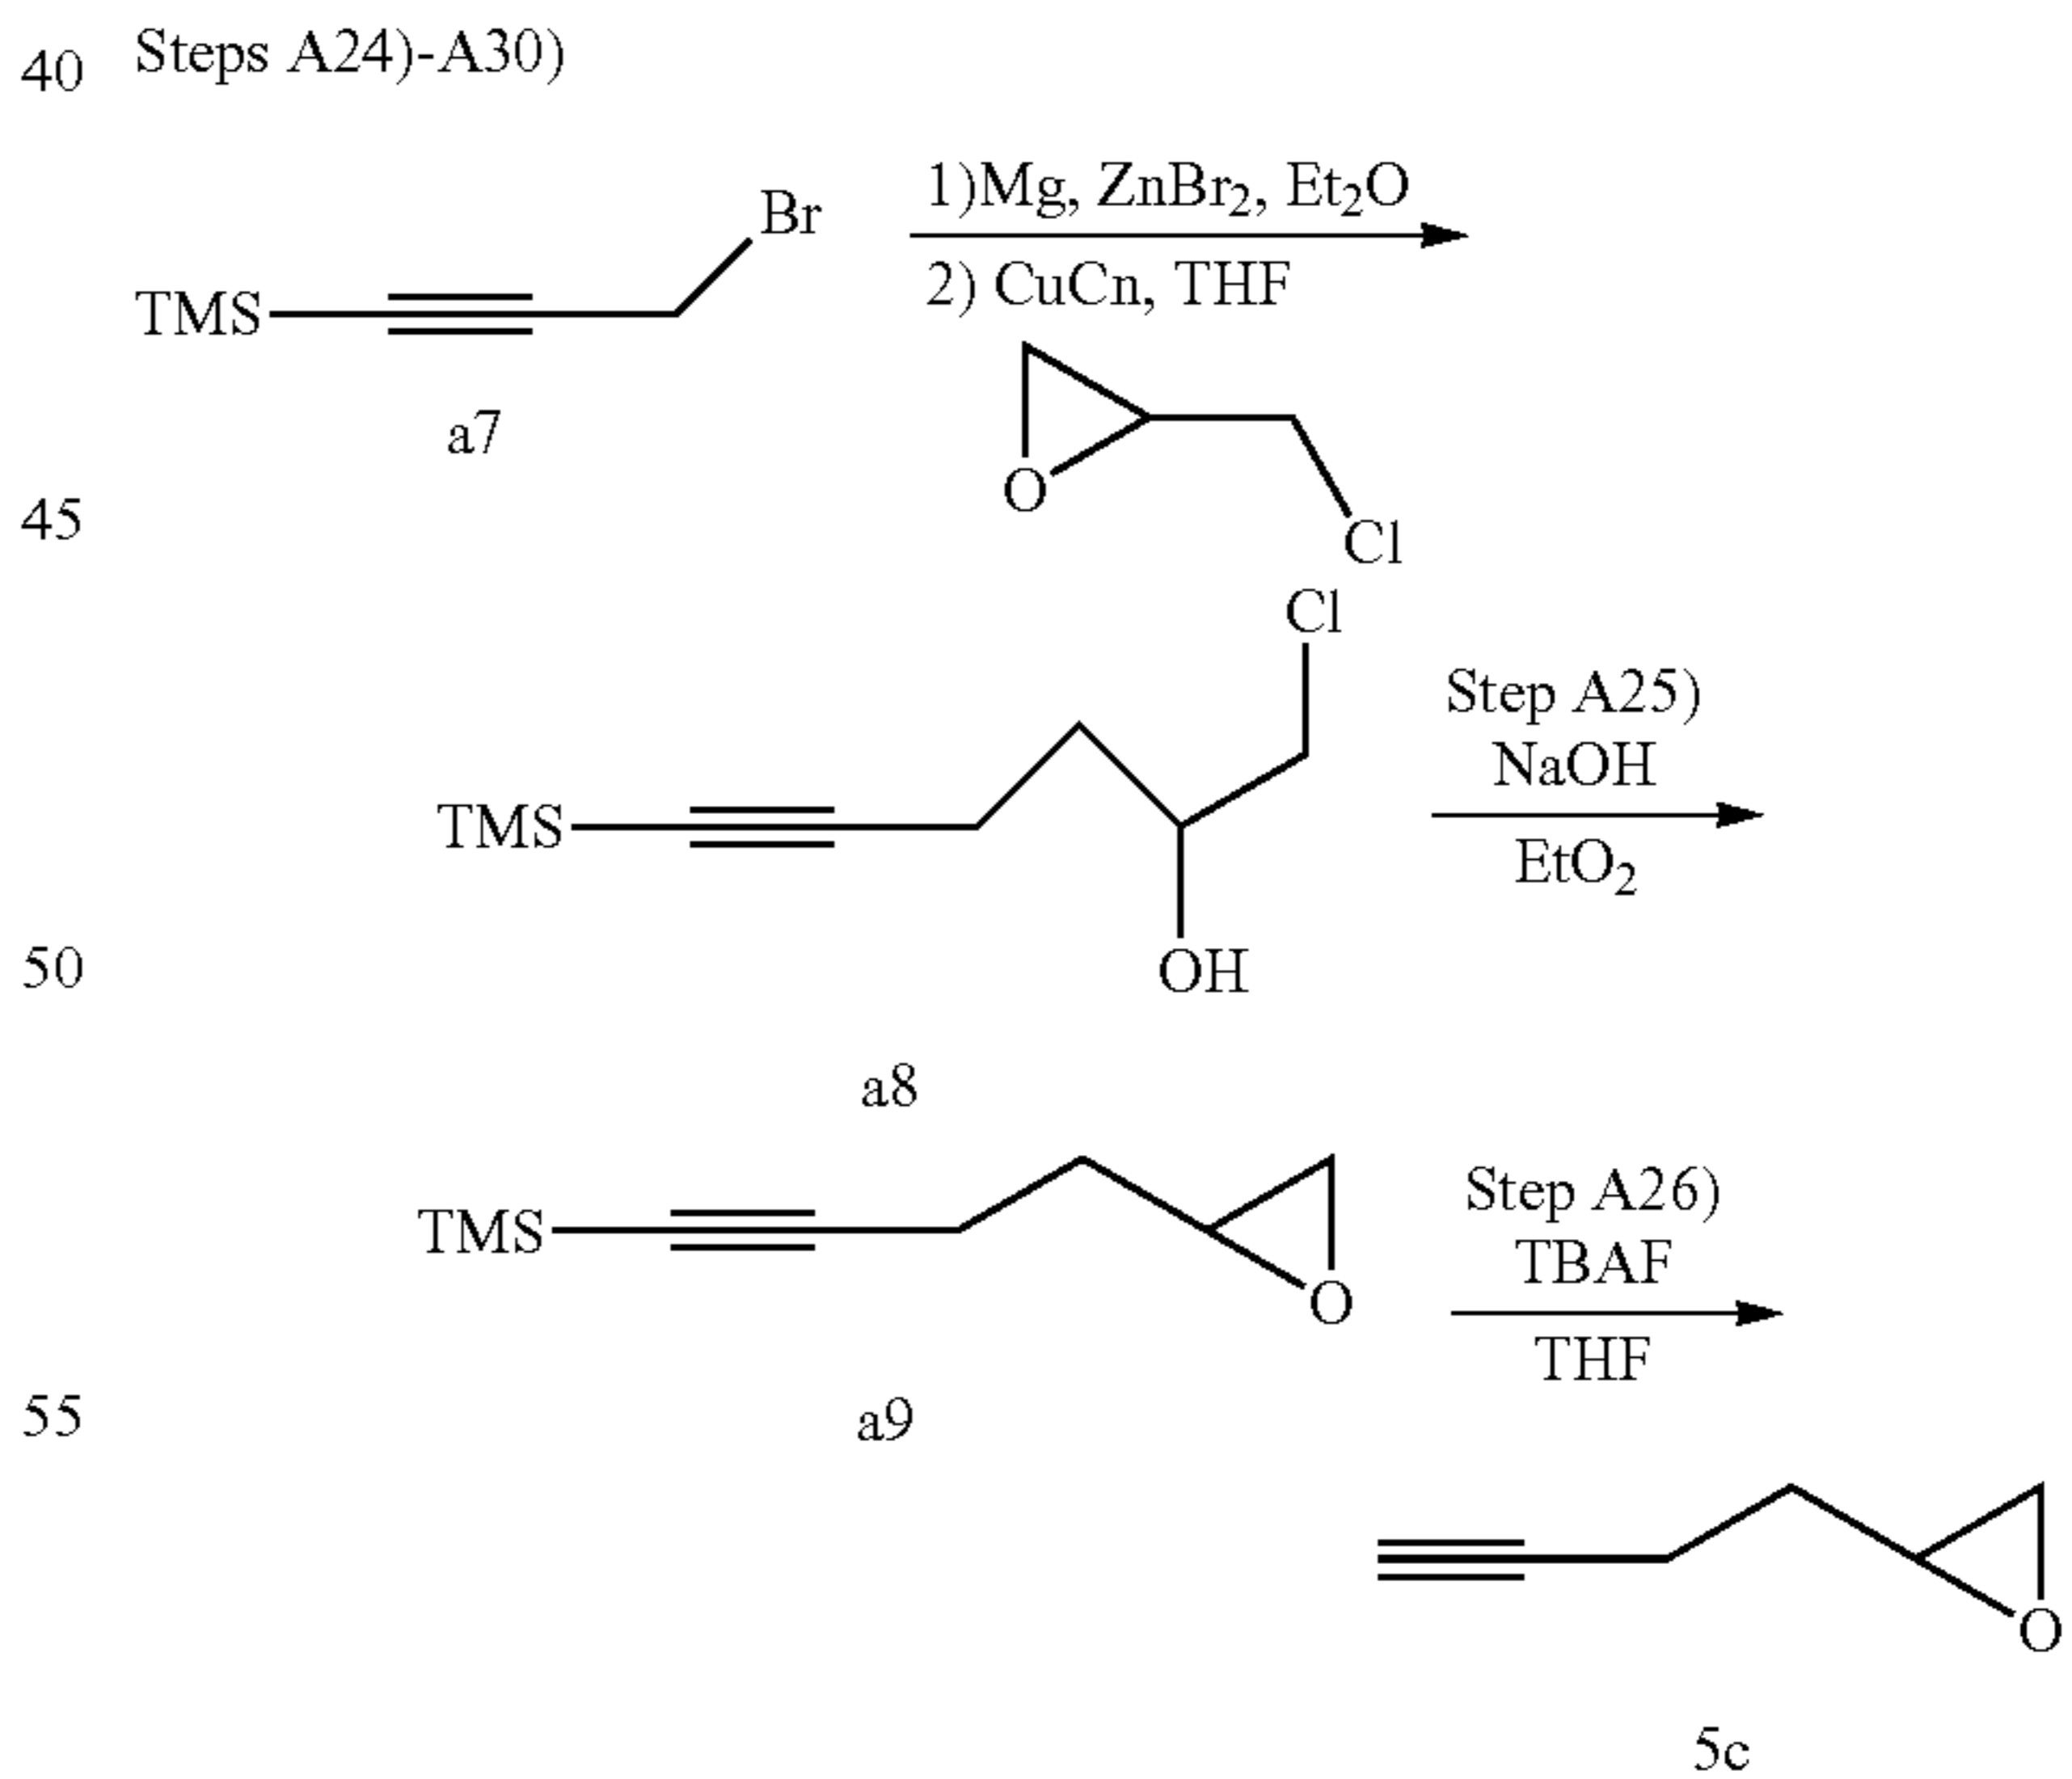 40 Steps A24)-A30)
1)Mg, ZnBr2, Et2O
Br
2) CuCn, THF
TMS
a7
O
45
Cl
Cl
Step A25)
NaOH
TMS
EtO2
50
OH
a8
Step A26)
TMS
TBAF
O
THF
55
a9
O
5c